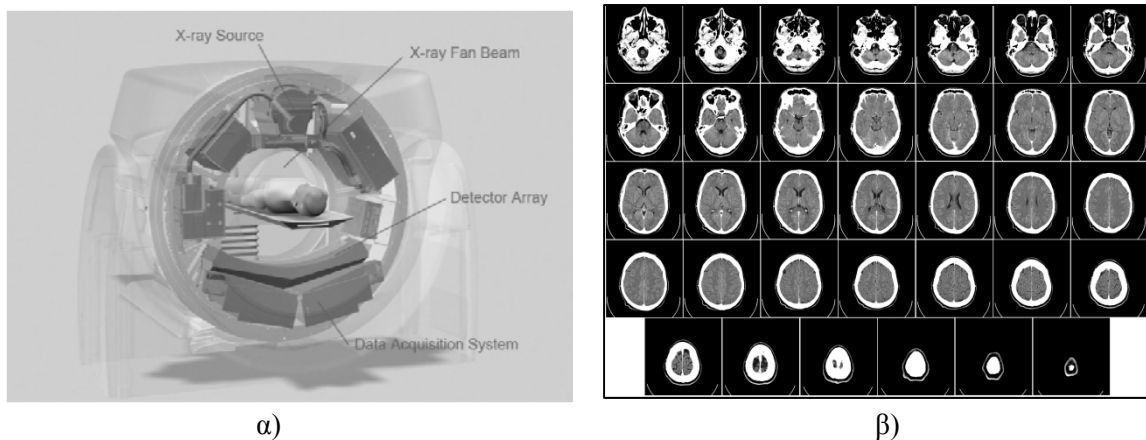 X-ray Source
X-ray Fan Beam
Detector Array
Data Acquisition System
α)
β)